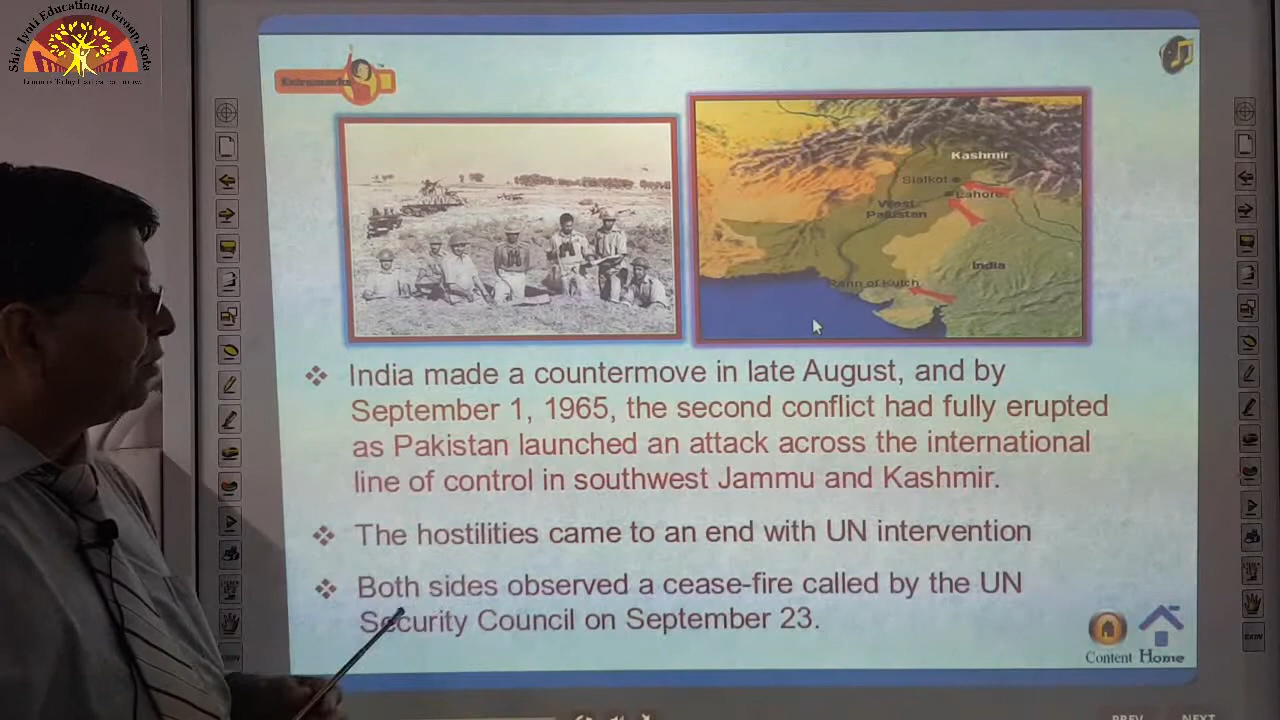 Shiv Jyoti Educational Group, Kota
Extramarks
Kashmir
Sialkot
Lahore
West
Pakistan
India
Rann of Kutch
India made a countermove in late August, and by
September 1, 1965, the second conflict had fully erupted
as Pakistan launched an attack across the international
line of control in southwest Jammu and Kashmir.
The hostilities came to an end with UN intervention
Both sides observed a cease-fire called by the UN
Security Council on September 23.
Content Home
PREV NEXT